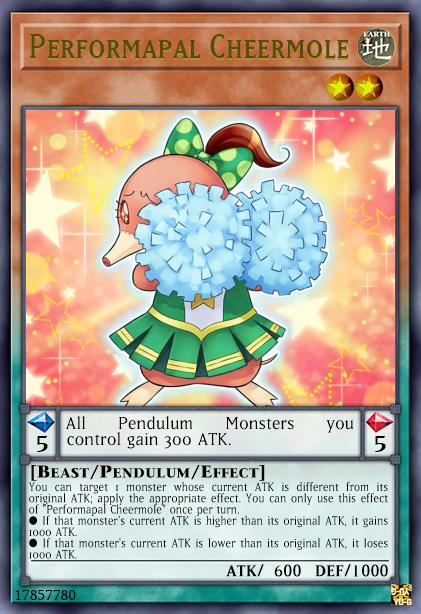 PERFORMAPAL CHEERMOLE
EARTH
地
5
All Pendulum Monsters you
control gain 300 ATK.
5
[BEAST/PENDULUM/EFFECT]
You can target 1 monster whose current ATK is different from its
original ATK; apply the appropriate effect. You can only use this effect
of "Performapal Cheermole" once per turn.
● If that monster's current ATK is higher than its original ATK, it gains
1000 ATK.
● If that monster's current ATK is lower than its original ATK, it loses
1000 ATK.
ATK/ 600 DEF/1000
17857780